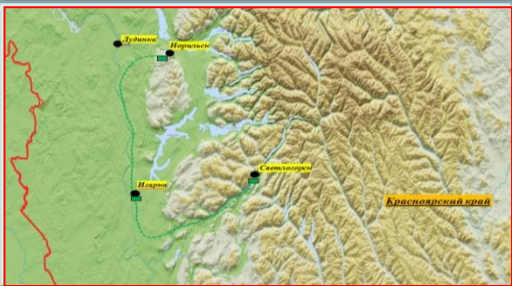 Дудинка
Норильск
Игарка
Светлогорск
Красноярский край